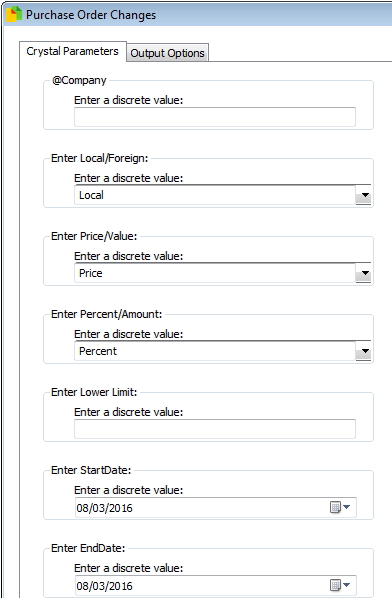 Purchase Order Changes
Crystal Parameters
Output Options
@Company
Enter a discrete value:
Enter Local/Foreign:
Enter a discrete value:
Local
Enter Price/Value:
Enter a discrete value:
Price
Enter Percent/Amount:
Enter a discrete value:
Percent
Enter Lower Limit:
Enter a discrete value:
Enter StartDate:
Enter a discrete value:
08/03/2016
Enter EndDate:
Enter a discrete value:
08/03/2016